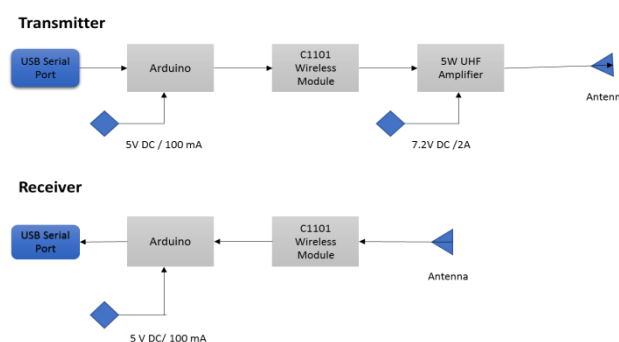 Transmitter
USB Serial
Port
Arduino
C1101
Wireless
Module
5W UHF
Amplifier
Antenn
5V DC / 100 mA
7.2V DC /2A
Receiver
USB Serial
Port
Arduino
C1101
Wireless
Module
Antenna
5 V DC/ 100 mA